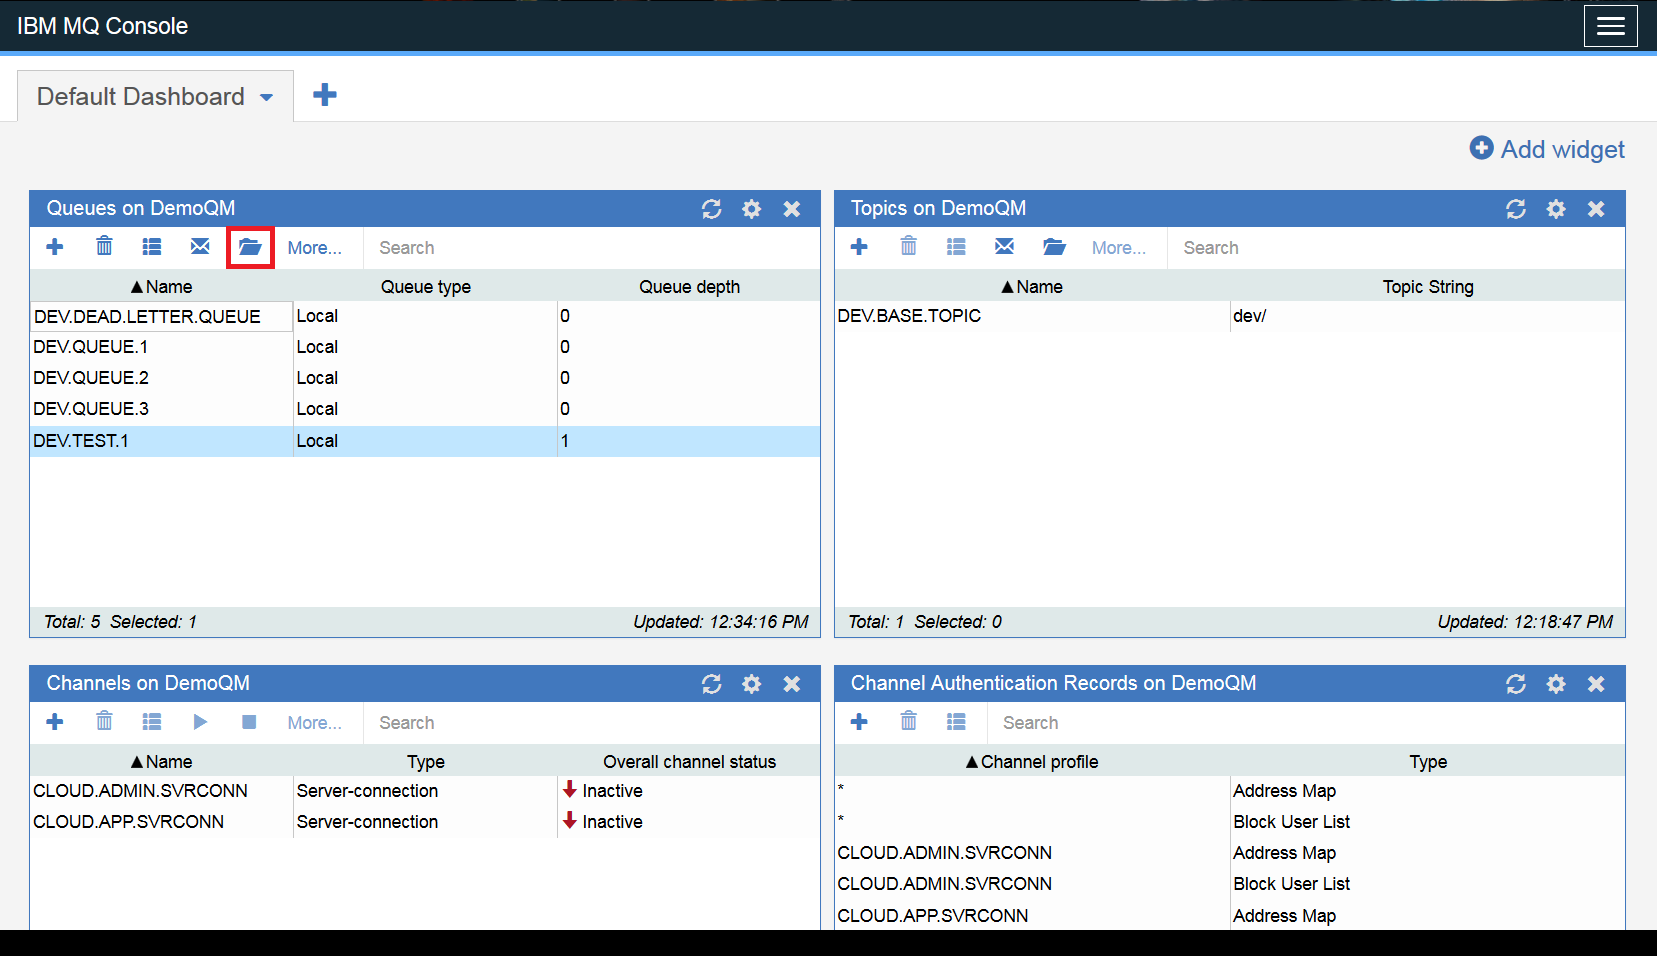 IBM MQ Console
Default Dashboard
Add widget
Queues on DemoQM
More...
Search
▲Name Queue type Queue depth
DEV.DEAD.LETTER.QUEUE Local 0
DEV.QUEUE.1 Local 0
DEV.QUEUE.2 Local 0
DEV.QUEUE.3 Local 0
DEV.TEST.1 Local 1
Total: 5 Selected: 1 Updated: 12:34:16 PM
Topics on DemoQM
More...
Search
▲Name Topic String
DEV.BASE.TOPIC dev/
Total: 1 Selected: 0 Updated: 12:18:47 PM
Channels on DemoQM
More...
Search
▲Name Type Overall channel status
CLOUD.ADMIN.SVRCONN Server-connection Inactive
CLOUD.APP.SVRCONN Server-connection Inactive
Channel Authentication Records on DemoQM
Search
▲Channel profile Type
* Address Map
* Block User List
CLOUD.ADMIN.SVRCONN Address Map
CLOUD.ADMIN.SVRCONN Block User List
CLOUD.APP.SVRCONN Address Map